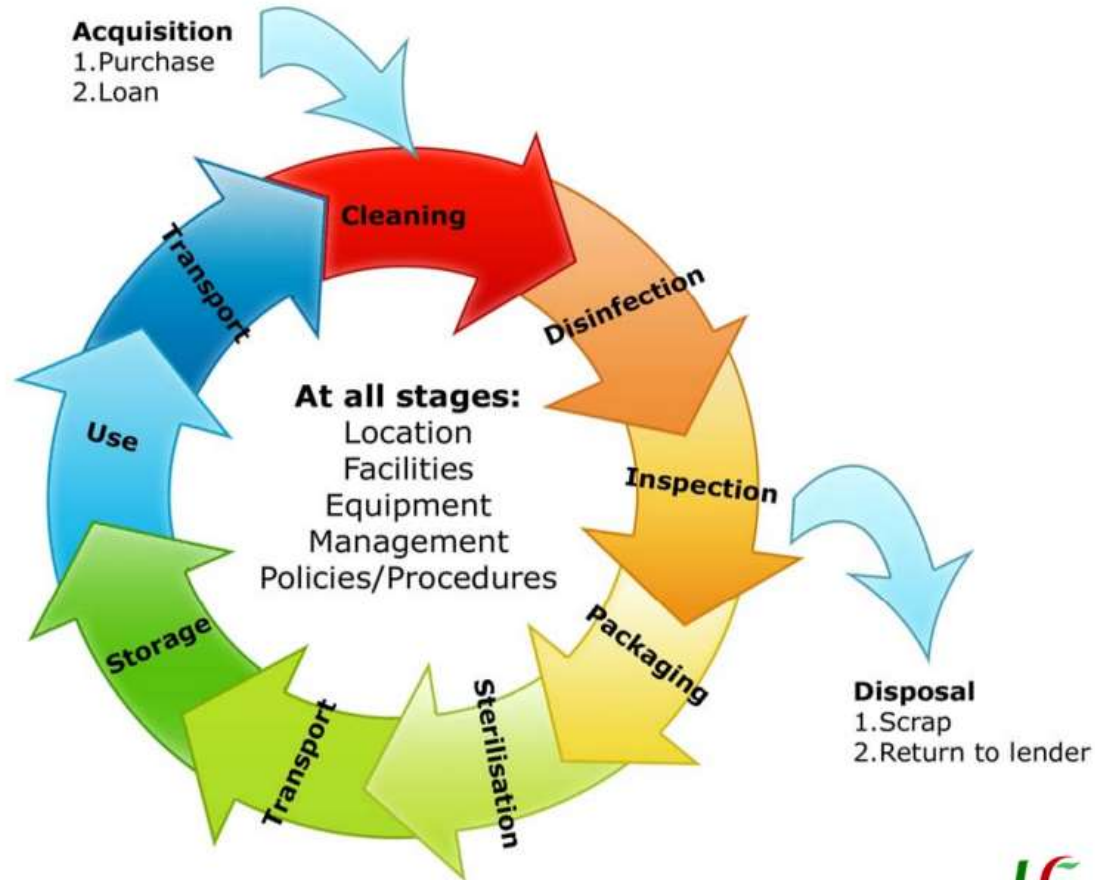 Acquisition
1.Purchase
2.Loan
Cleaning
Disinfection
Inspection
Packaging
Sterilisation
Transport
Storage
Use
Transport
At all stages:
Location
Facilities
Equipment
Management
Policies/Procedures
Disposal
1.Scrap
2.Return to lender